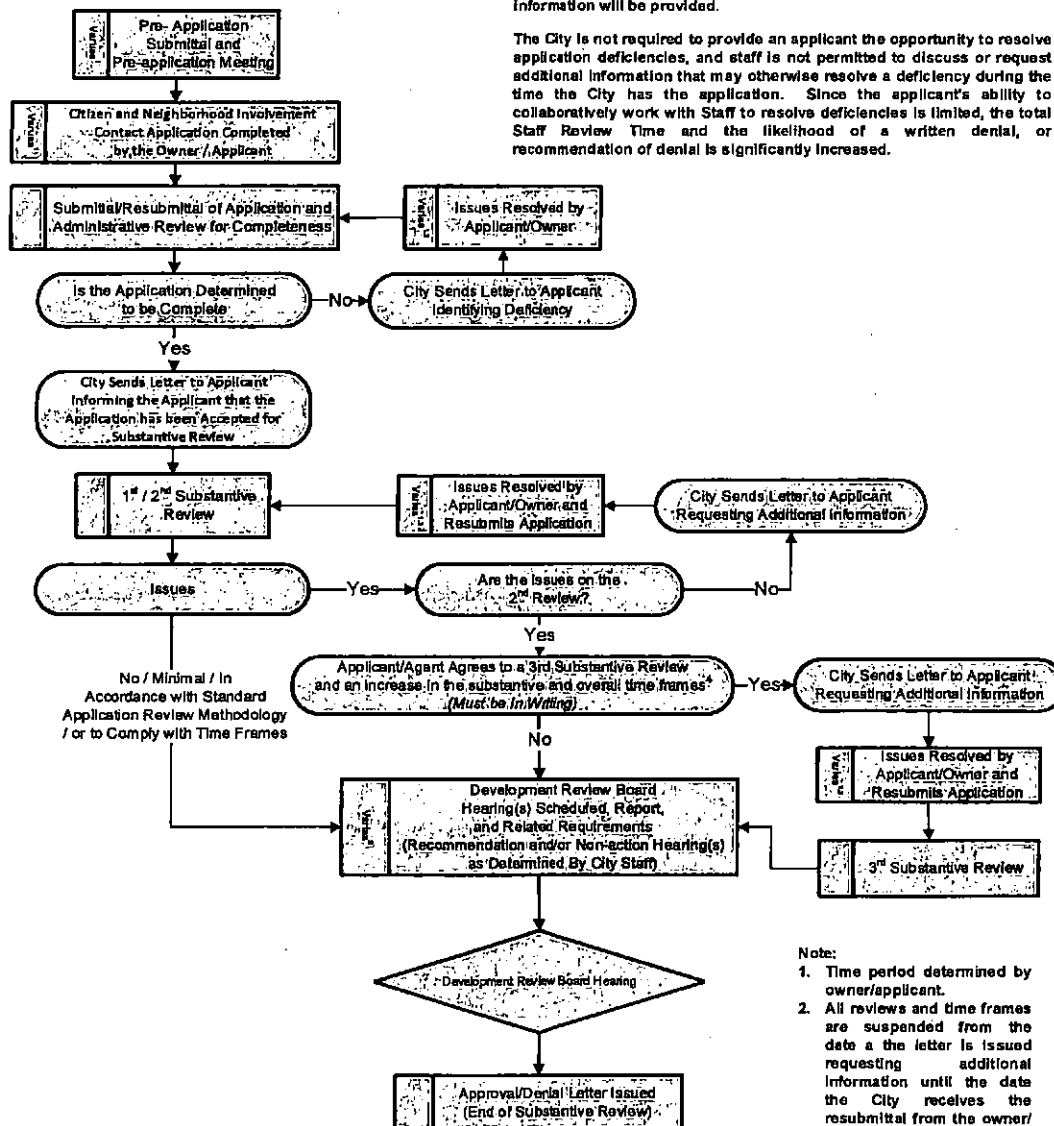 information will be provided.
The City is not required to provide an applicant the opportunity to resolve
application deficiencies, and staff is not permitted to discuss or request
additional information that may otherwise resolve a deficiency during the
time the City has the application. Since the applicant's ability to
collaboratively work with Staff to resolve deficiencies is limited, the total
Staff Review Time and the likelihood of a written denial, or
recommendation of denial is significantly increased.
Varies
Pre- Application
Submittal and
Pre-application Meeting
Varies
Citizen and Neighborhood Involvement
Contact Application Completed
by the Owner / Applicant
Submittal/Resubmittal of Application and
Administrative Review for Completeness
Varies
Issues Resolved by
Applicant/Owner
Is the Application Determined
to be Complete
No
City Sends Letter to Applicant
Identifying Deficiency
Yes
City Sends Letter to Applicant
Informing the Applicant that the
Application has been Accepted for
Substantive Review
1st / 2nd Substantive
Review
Varies
Issues Resolved by
Applicant/Owner and
Resubmits Application
City Sends Letter to Applicant
Requesting Additional Information
Issues
Yes
Are the Issues on the
2nd Review?
No
Yes
No / Minimal / In
Accordance with Standard
Application Review Methodology
/ or to Comply with Time Frames
Applicant/Agent Agrees to a 3rd Substantive Review
and an increase in the substantive and overall time frames
(Must be in Writing)
Yes
City Sends Letter to Applicant
Requesting Additional Information
No
Varies
Issues Resolved by
Applicant/Owner and
Resubmits Application
Varies
Development Review Board
Hearing(s) Scheduled, Report,
and Related Requirements
(Recommendation and/or Non-action Hearing(s)
as Determined By City Staff)
3rd Substantive Review
Development Review Board Hearing
Approval/Denial Letter Issued
(End of Substantive Review)
Note:
1. Time period determined by
owner/applicant.
2. All reviews and time frames
are suspended from the
date a the letter is issued
requesting additional
information until the date
the City receives the
resubmittal from the owner/